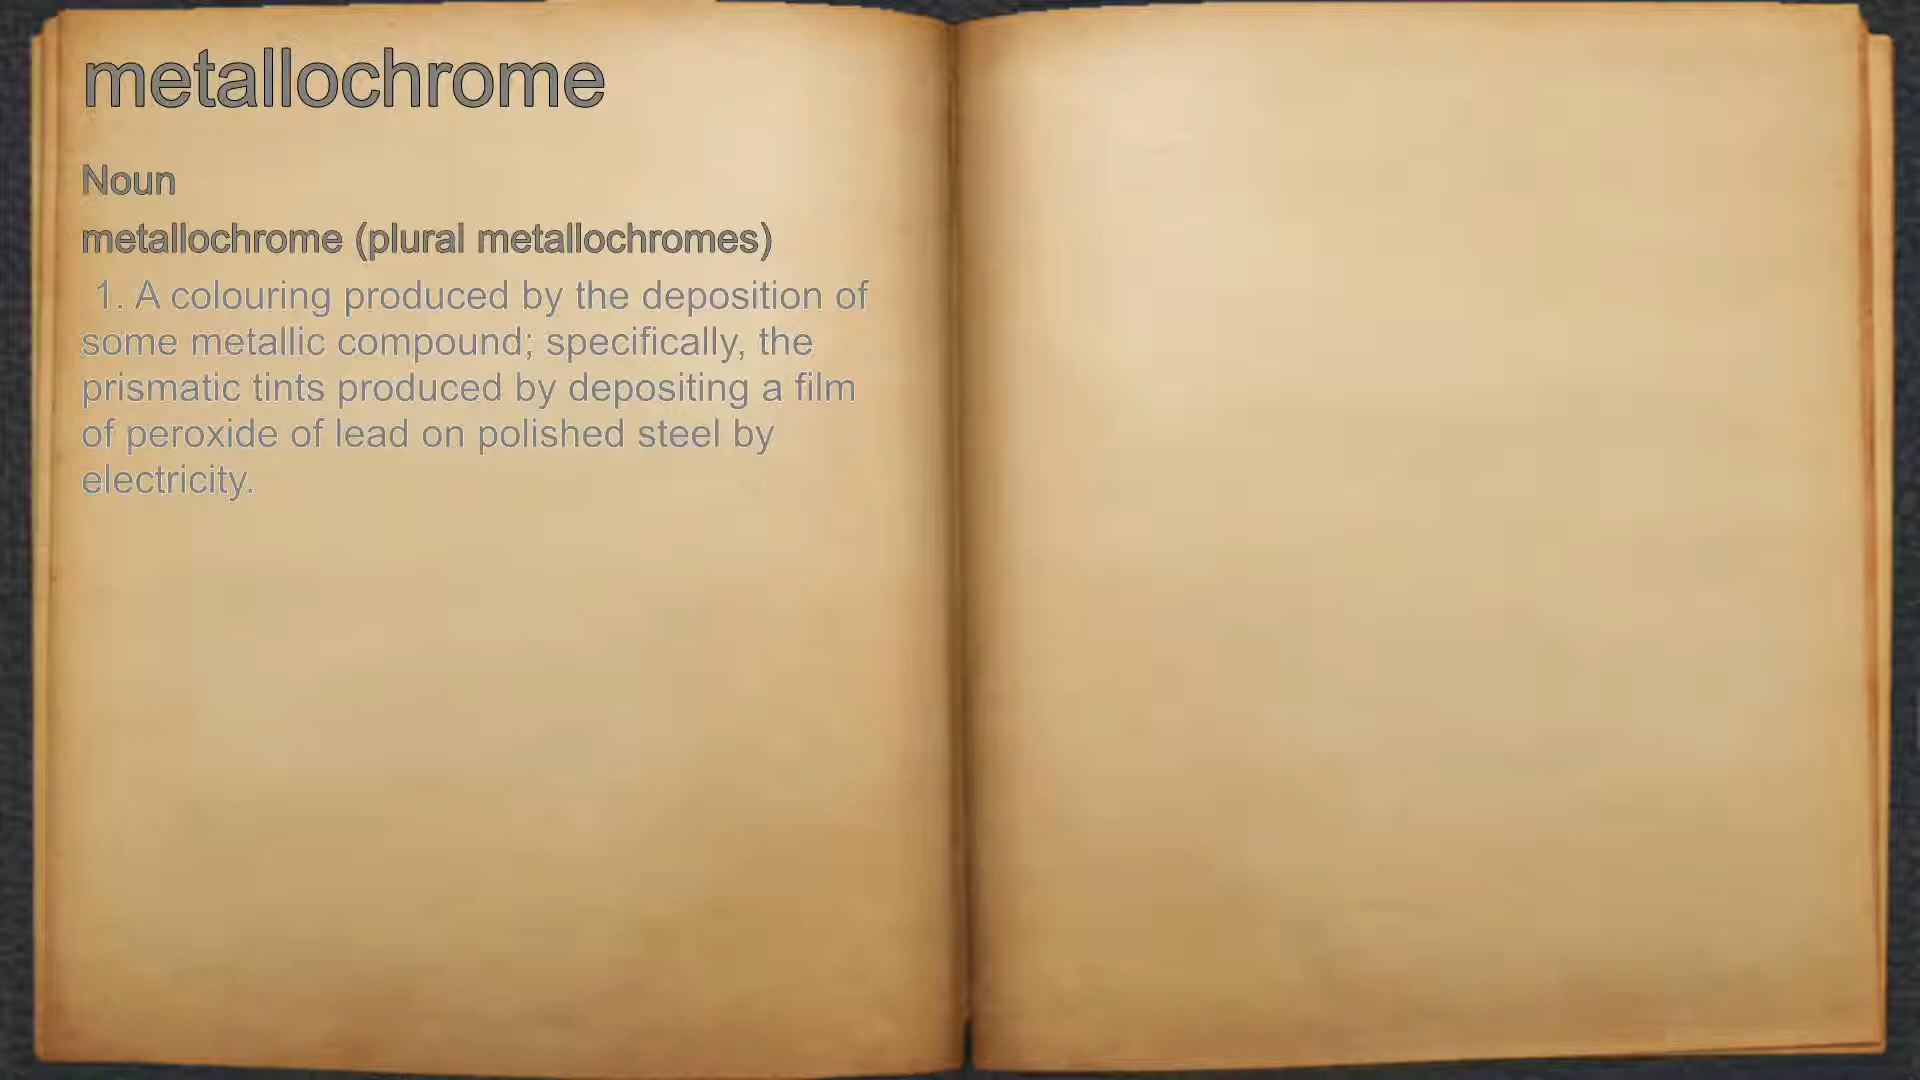 metallochrome
Noun
metallochrome (plural metallochromes)
1. A colouring produced by the deposition of
some metallic compound; specifically, the
prismatic tints produced by depositing a film
of peroxide of lead on polished steel by
electricity.